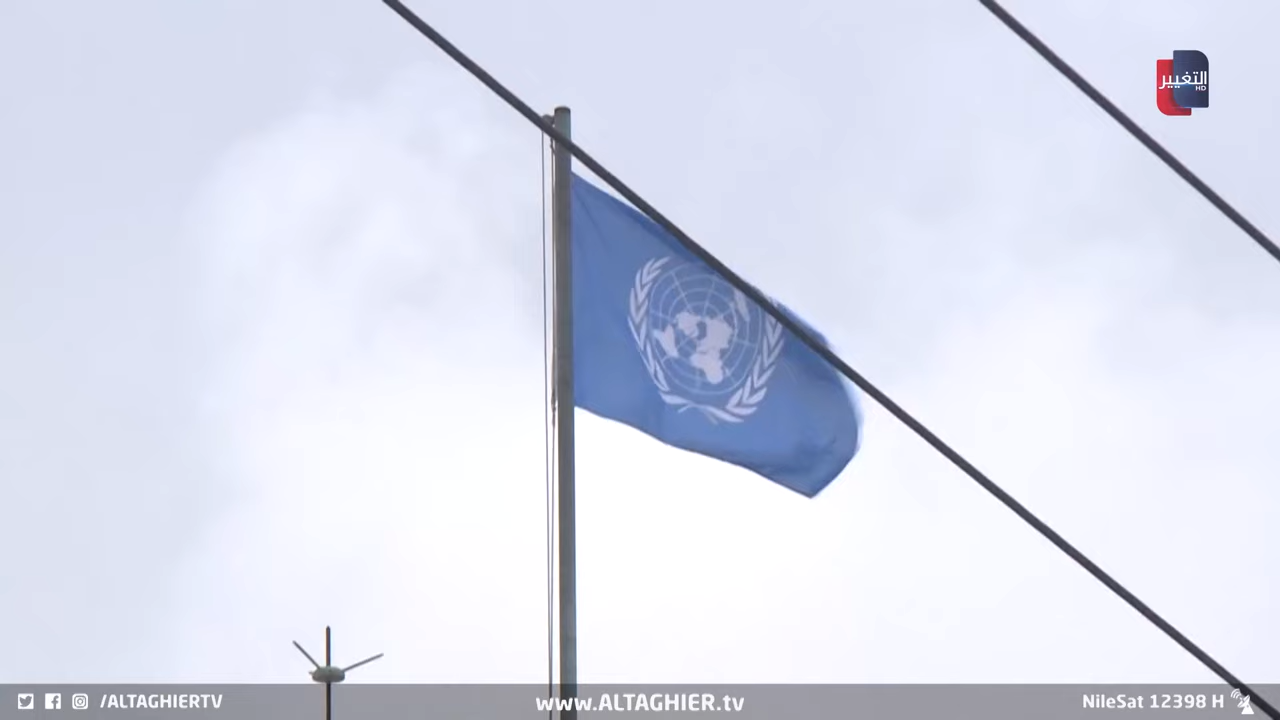 التغيير
HD
/ALTAGHIERTV
www.ALTAGHIER.tv
NileSat 12398 H